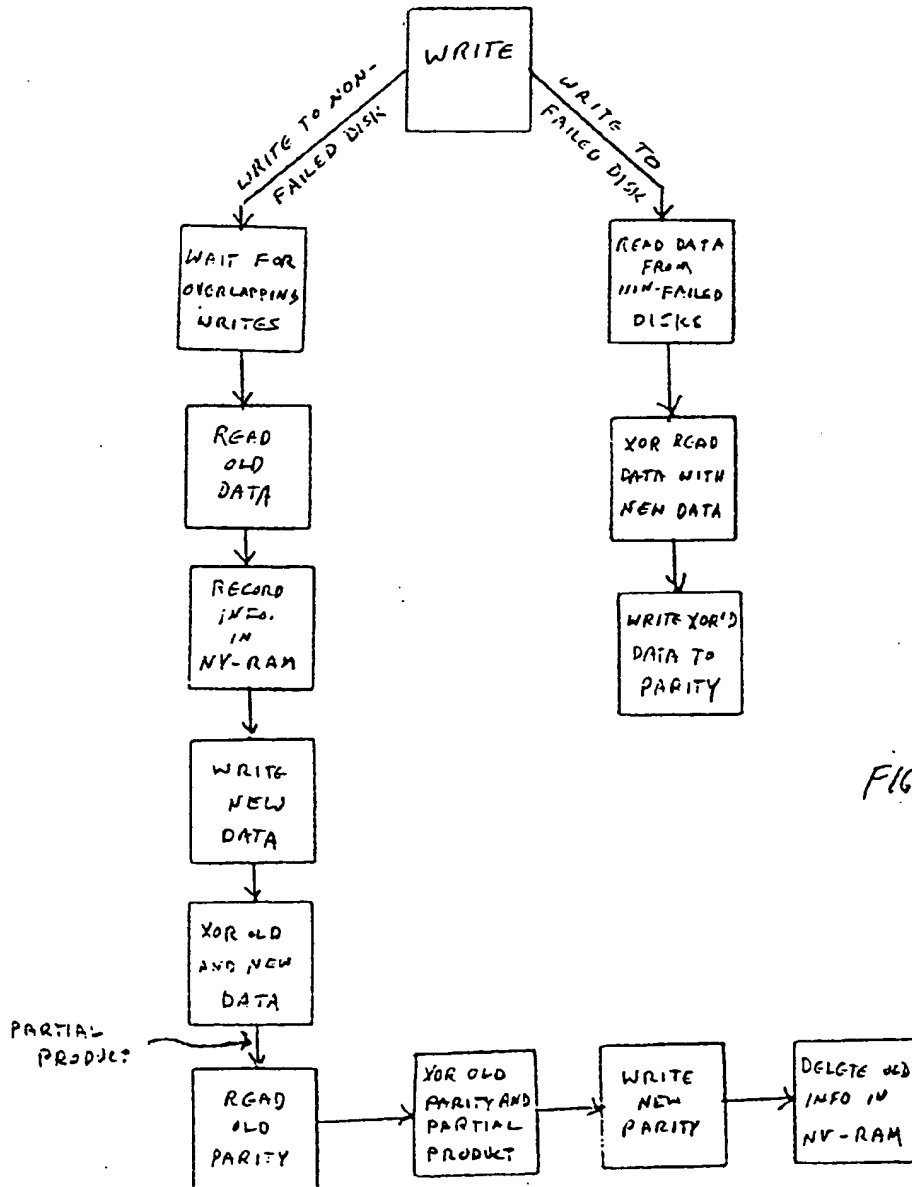 WRITE
WRITE TO NON-
FAILED DISK
WRITE TO
FAILED DISK
WAIT FOR
OVERLAPPING
WRITES
READ
OLD
DATA
RECORD
INFO.
IN
NV-RAM
WRITE
NEW
DATA
XOR OLD
AND NEW
DATA
PARTIAL
PRODUCT
READ
OLD
PARITY
XOR OLD
PARITY AND
PARTIAL
PRODUCT
WRITE
NEW
PARITY
DELETE OLD
INFO IN
NV-RAM
READ DATA
FROM
NON-FAILED
DISKS
XOR READ
DATA WITH
NEW DATA
WRITE XOR'D
DATA TO
PARITY
FIG